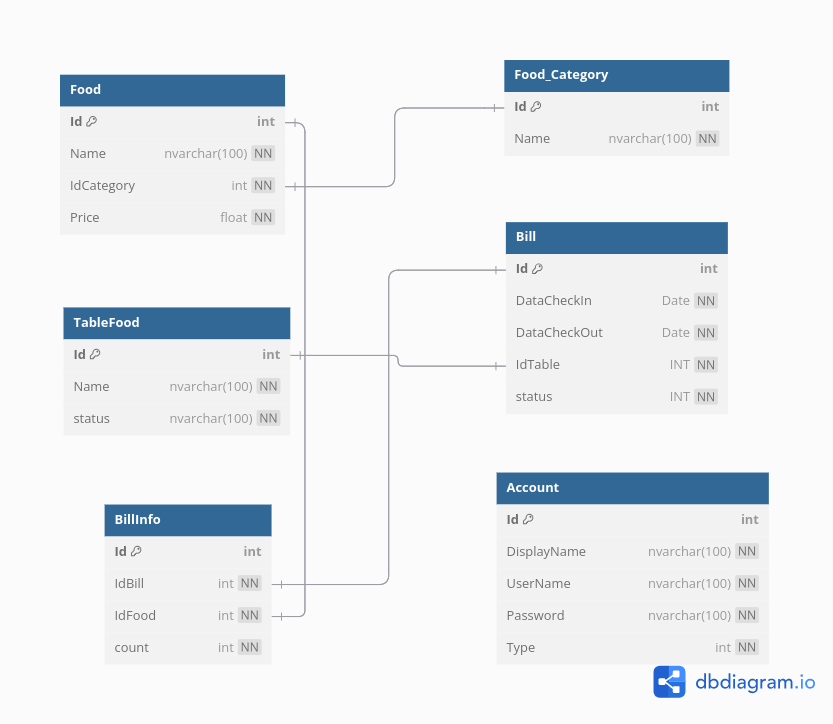 Food
Id int
Name nvarchar(100) NN
IdCategory int NN
Price float NN
Food_Category
Id int
Name nvarchar(100) NN
Bill
Id int
DataCheckIn Date NN
DataCheckOut Date NN
IdTable INT NN
status INT NN
TableFood
Id int
Name nvarchar(100) NN
status nvarchar(100) NN
BillInfo
Id int
IdBill int NN
IdFood int NN
count int NN
Account
Id int
DisplayName nvarchar(100) NN
UserName nvarchar(100) NN
Password nvarchar(100) NN
Type int NN
dbdiagram.io